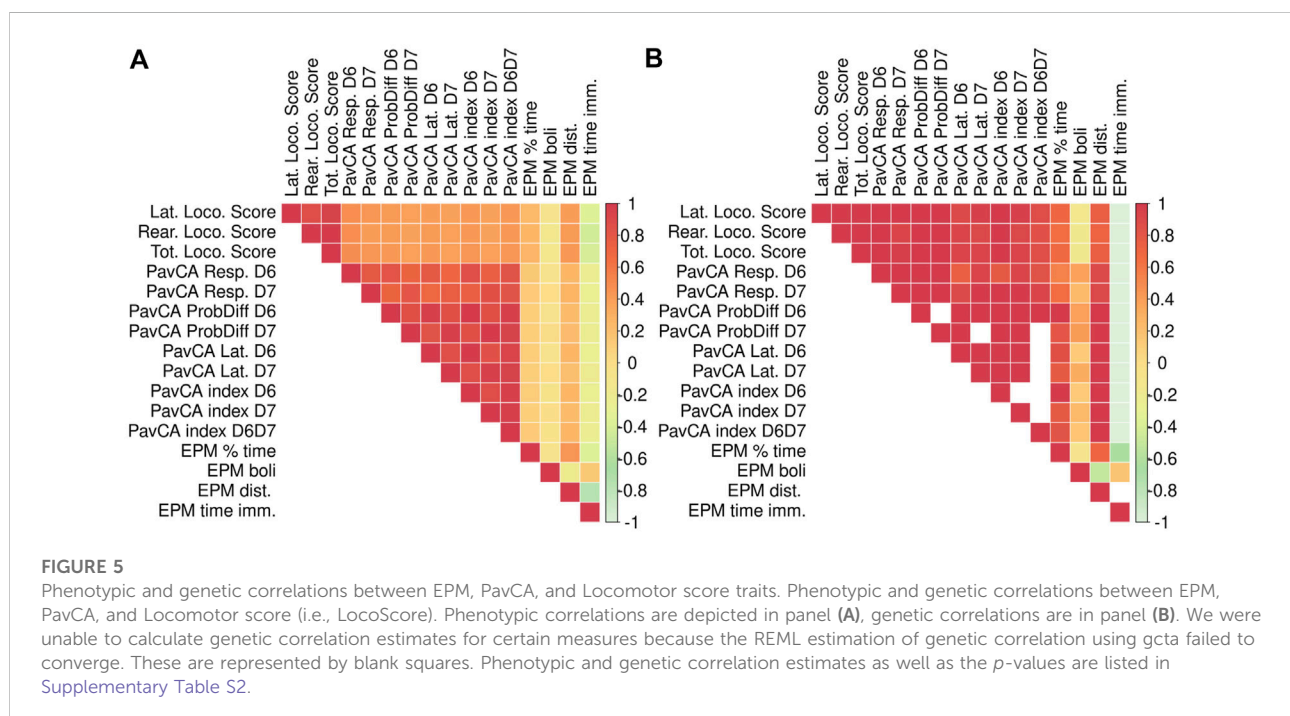 A
Lat. Loco. Score
Rear. Loco. Score
Tot. Loco. Score
PavCA Resp. D6
PavCA Resp. D7
PavCA ProbDiff D6
PavCA ProbDiff D7
PavCA Lat. D6
PavCA Lat. D7
PavCA index D6
PavCA index D7
PavCA index D6D7
EPM % time
EPM boli
EPM dist.
EPM time imm.
Lat. Loco. Score
Rear. Loco. Score
Tot. Loco. Score
PavCA Resp. D6
PavCA Resp. D7
PavCA ProbDiff D6
PavCA ProbDiff D7
PavCA Lat. D6
PavCA Lat. D7
PavCA index D6
PavCA index D7
PavCA index D6D7
EPM % time
EPM boli
EPM dist.
EPM time imm.
1
0.8
0.6
0.4
0.2
0
-0.2
-0.4
-0.6
-0.8
-1
B
Lat. Loco. Score
Rear. Loco. Score
Tot. Loco. Score
PavCA Resp. D6
PavCA Resp. D7
PavCA ProbDiff D6
PavCA ProbDiff D7
PavCA Lat. D6
PavCA Lat. D7
PavCA index D6
PavCA index D7
PavCA index D6D7
EPM % time
EPM boli
EPM dist.
EPM time imm.
Lat. Loco. Score
Rear. Loco. Score
Tot. Loco. Score
PavCA Resp. D6
PavCA Resp. D7
PavCA ProbDiff D6
PavCA ProbDiff D7
PavCA Lat. D6
PavCA Lat. D7
PavCA index D6
PavCA index D7
PavCA index D6D7
EPM % time
EPM boli
EPM dist.
EPM time imm.
1
0.8
0.6
0.4
0.2
0
-0.2
-0.4
-0.6
-0.8
-1
FIGURE 5
Phenotypic and genetic correlations between EPM, PavCA, and Locomotor score traits. Phenotypic and genetic correlations between EPM,
PavCA, and Locomotor score (i.e., LocoScore). Phenotypic correlations are depicted in panel (A), genetic correlations are in panel (B). We were
unable to calculate genetic correlation estimates for certain measures because the REML estimation of genetic correlation using gcta failed to
converge. These are represented by blank squares. Phenotypic and genetic correlation estimates as well as the p-values are listed in
Supplementary Table S2.